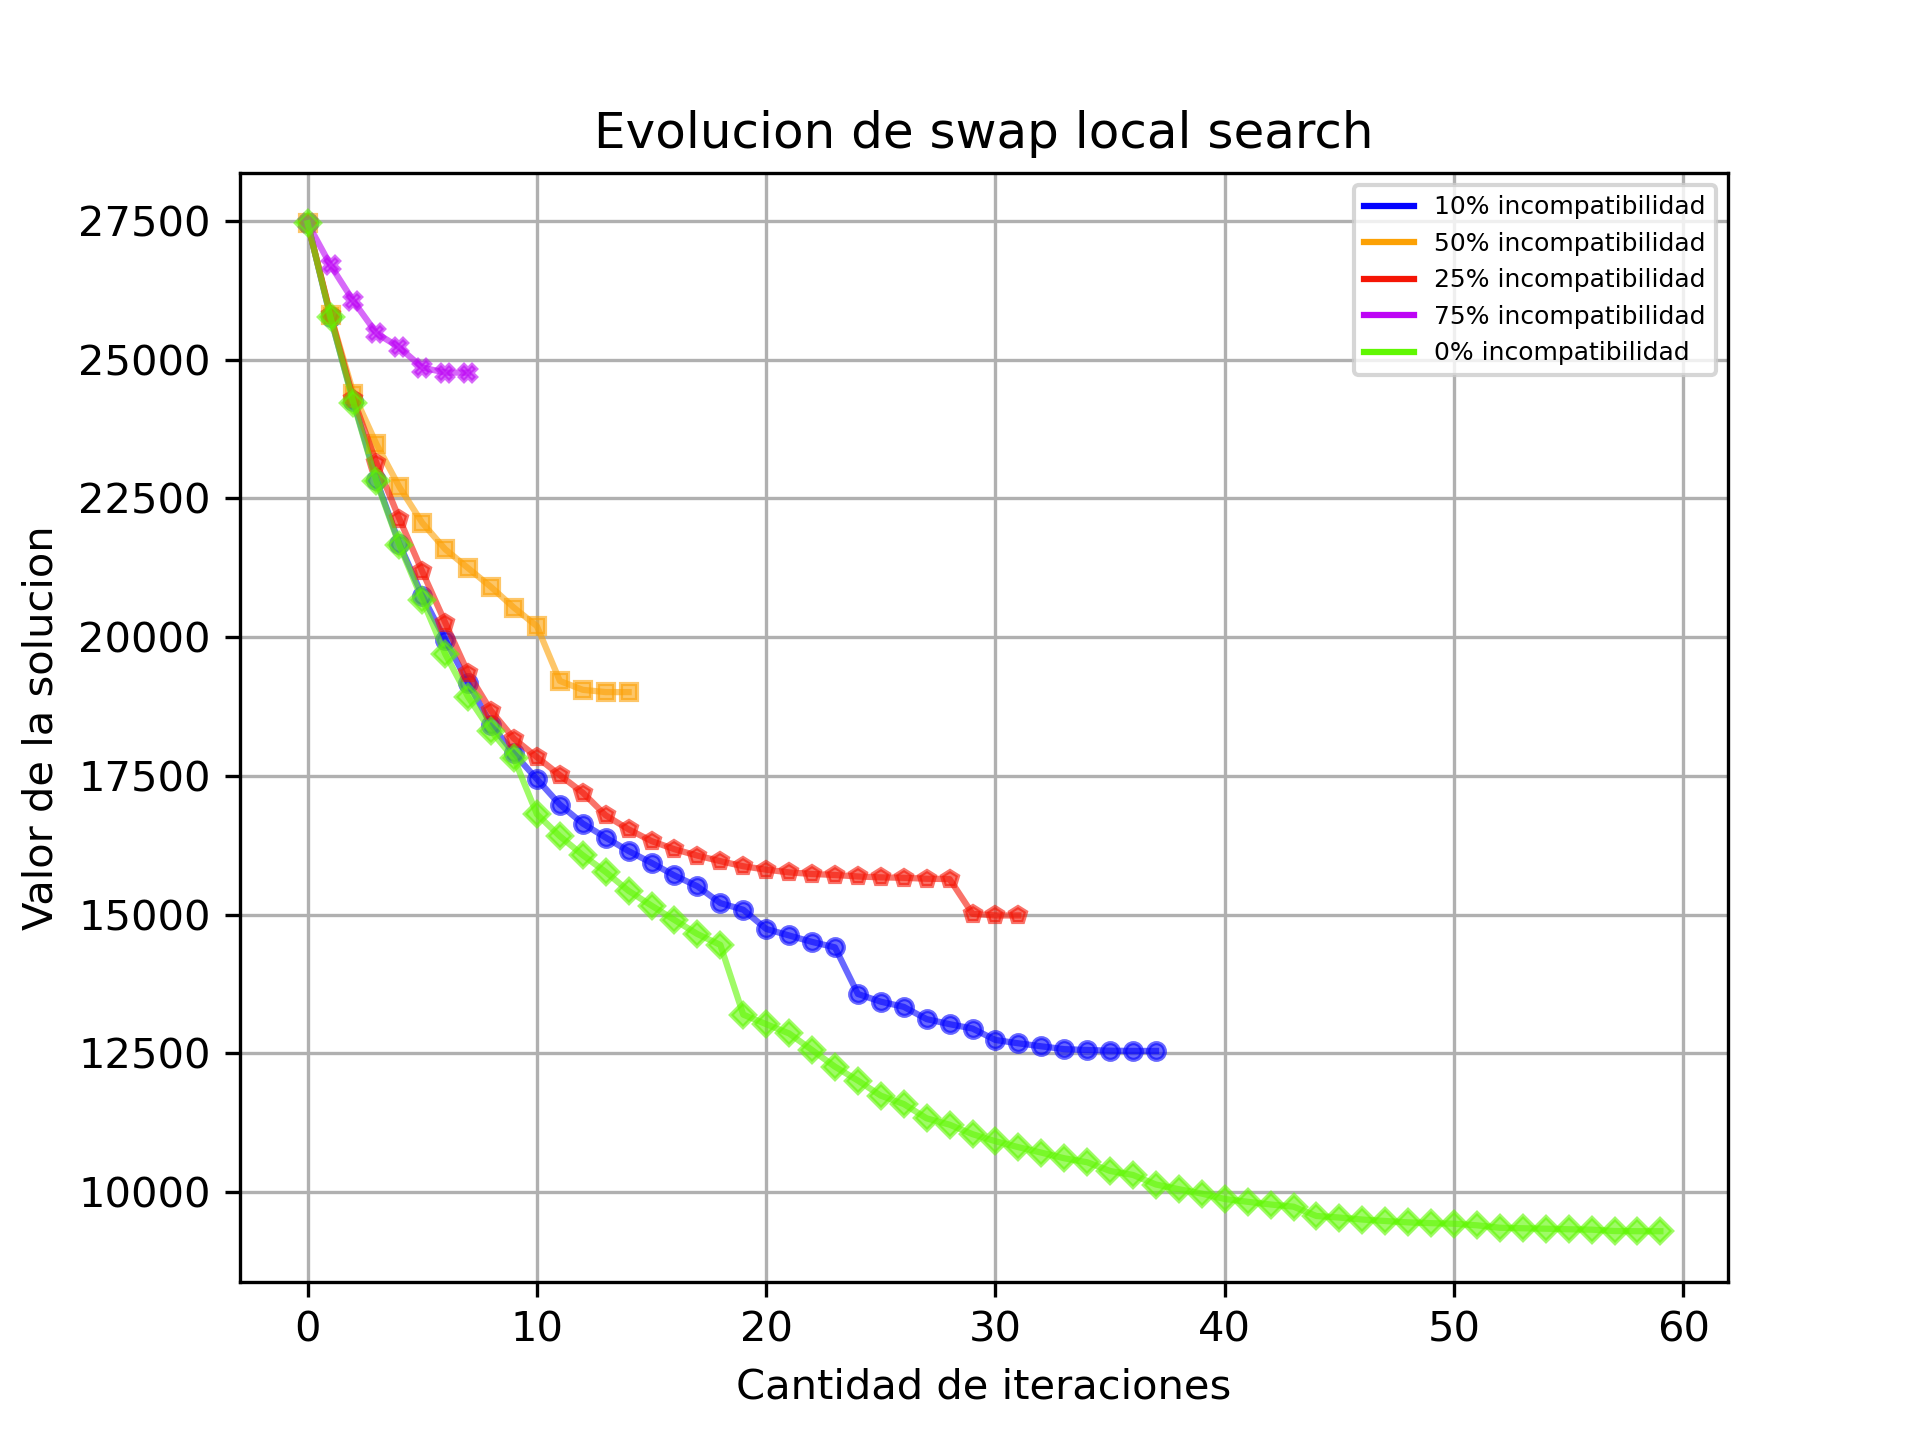 Evolucion de swap local search
10% incompatibilidad
50% incompatibilidad
25% incompatibilidad
75% incompatibilidad
0% incompatibilidad
Valor de la solucion
27500
25000
22500
20000
17500
15000
12500
10000
0 10 20 30 40 50 60
Cantidad de iteraciones